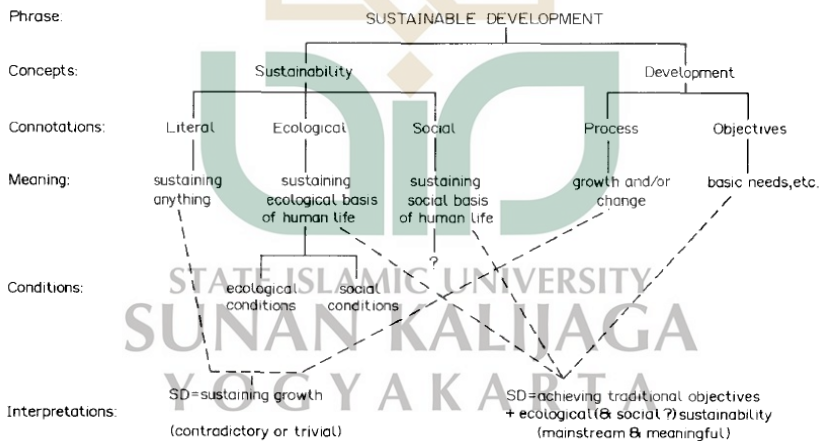 Phrase: SUSTAINABLE DEVELOPMENT
Concepts: Sustainability Development
Connotations: Literal Ecological Social Process Objectives
Meaning: sustaining sustaining sustaining growth and/or basic needs,etc.
anything ecological basis social basis change
of human life of human life
?
Conditions: ecological social
conditions conditions
STATE ISLAMIC UNIVERSITY
SUNAN KALIJAGA
YOGYAKARTA
SD=sustaining growth SD=achieving traditional objectives
Interpretations: + ecological(& social ?) sustainability
(contradictory or trivial) (mainstream & meaningful)